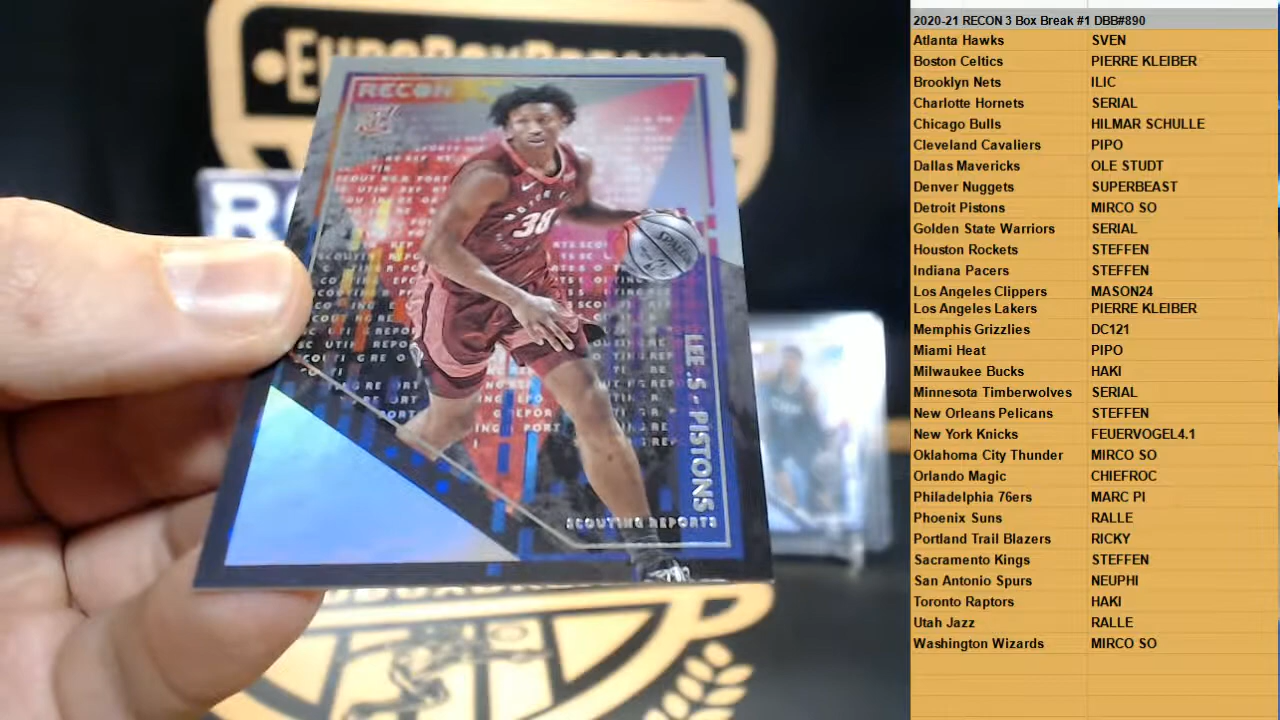 EUROBOXBREAKS
RECON
RC
38
SPALDING
LEE. S - PISTONS
SCOUTING REPORTS
2020-21 RECON 3 Box Break #1 DBB#890
Atlanta Hawks SVEN
Boston Celtics PIERRE KLEIBER
Brooklyn Nets ILIC
Charlotte Hornets SERIAL
Chicago Bulls HILMAR SCHULLE
Cleveland Cavaliers PIPO
Dallas Mavericks OLE STUDT
Denver Nuggets SUPERBEAST
Detroit Pistons MIRCO SO
Golden State Warriors SERIAL
Houston Rockets STEFFEN
Indiana Pacers STEFFEN
Los Angeles Clippers MASON24
Los Angeles Lakers PIERRE KLEIBER
Memphis Grizzlies DC121
Miami Heat PIPO
Milwaukee Bucks HAKI
Minnesota Timberwolves SERIAL
New Orleans Pelicans STEFFEN
New York Knicks FEUERVOGEL4.1
Oklahoma City Thunder MIRCO SO
Orlando Magic CHIEFROC
Philadelphia 76ers MARC PI
Phoenix Suns RALLE
Portland Trail Blazers RICKY
Sacramento Kings STEFFEN
San Antonio Spurs NEUPHI
Toronto Raptors HAKI
Utah Jazz RALLE
Washington Wizards MIRCO SO